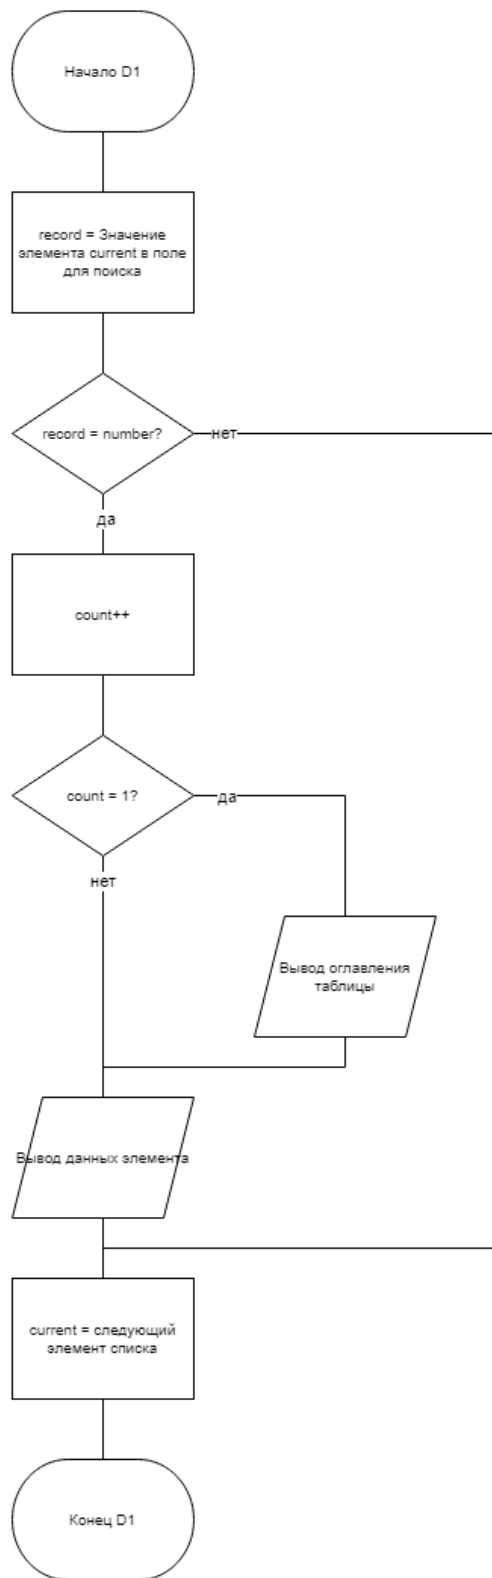 Начало D1
record = Значение
элемента current в поле
для поиска
record = number?
нет
да
count++
count = 1?
да
нет
Вывод оглавления
таблицы
Вывод данных элемента
current = следующий
элемент списка
Конец D1